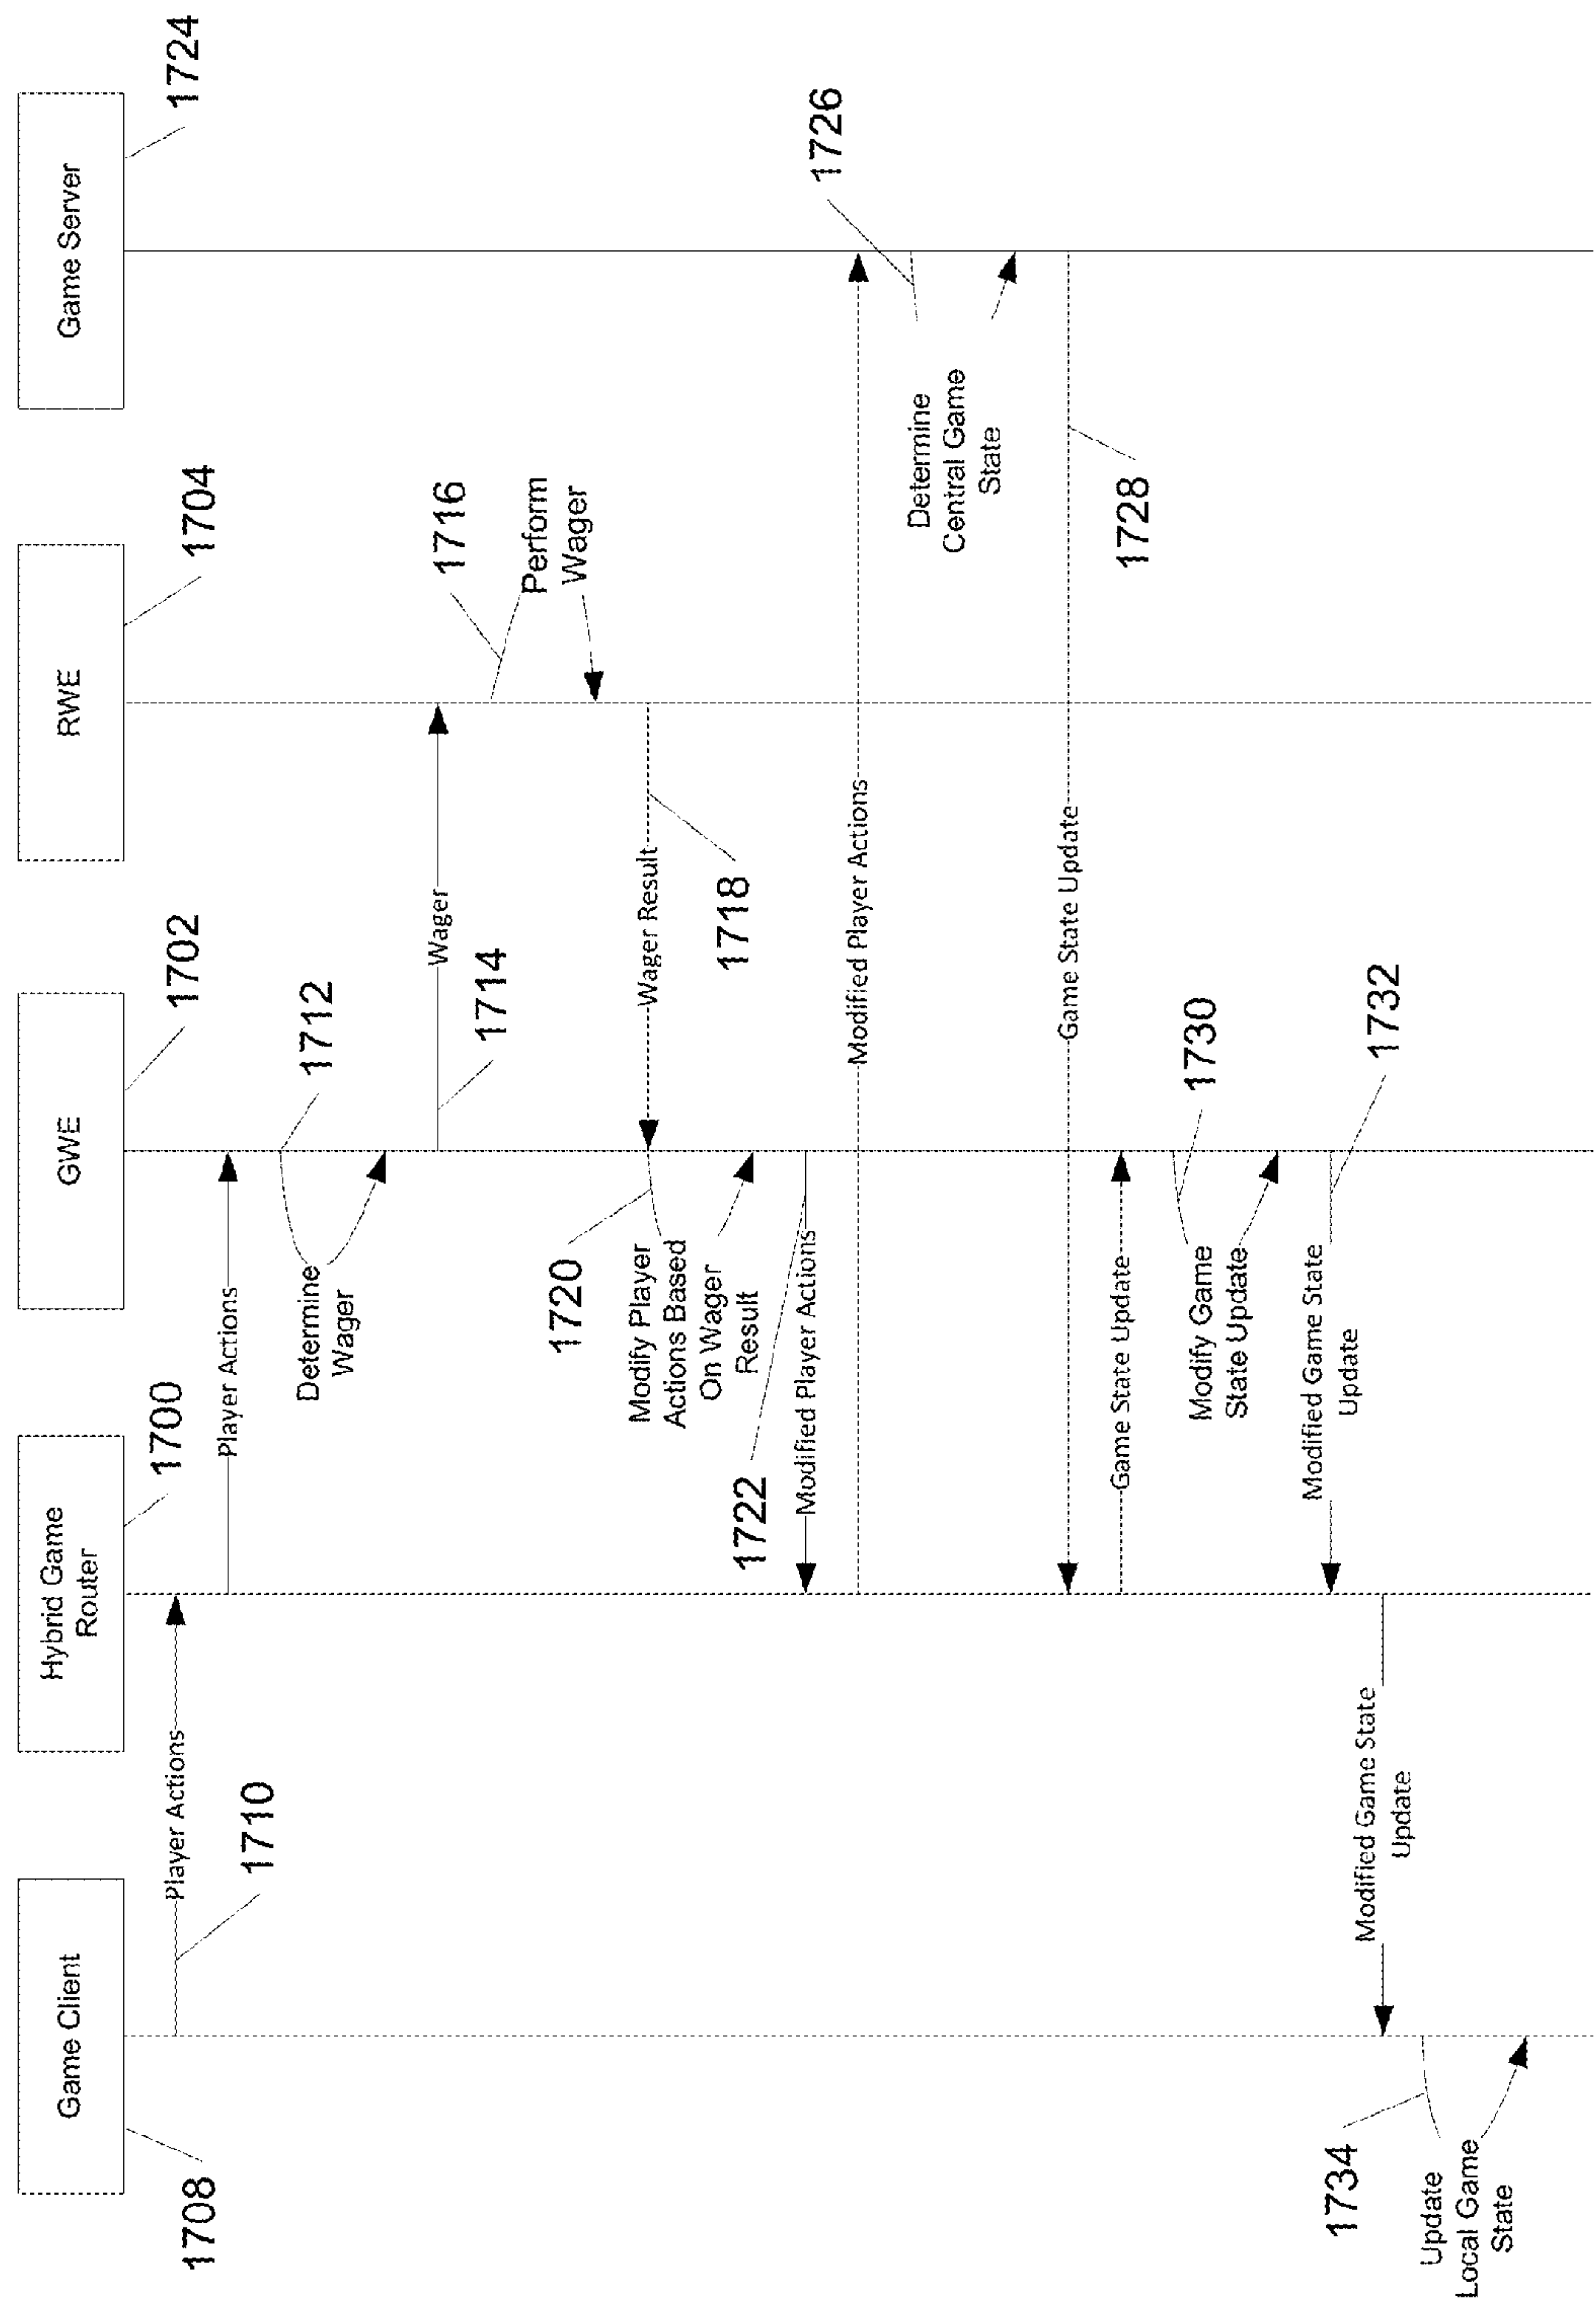 Game Client
1708
Hybrid Game
Router
1700
GWE
1702
RWE
1704
Game Server
1724
Player Actions
1710
Player Actions
Determine
Wager
1712
Wager
1714
1716
Perform
Wager
Wager Result
1718
1720
Modify Player
Actions Based
On Wager
Result
1722
Modified Player Actions
Modified Player Actions
1726
Determine
Central Game
State
Game State Update
1728
Game State Update
Modify Game
State Update
1730
Modified Game State
Update
1732
Modified Game State
Update
1734
Update
Local Game
State